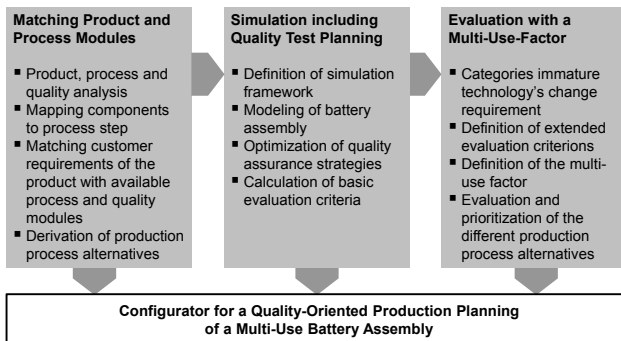 Matching Product and
Process Modules
▪ Product, process and
quality analysis
▪ Mapping components
to process step
▪ Matching customer
requirements of the
product with available
process and quality
modules
▪ Derivation of production
process alternatives
Simulation including
Quality Test Planning
▪ Definition of simulation
framework
▪ Modeling of battery
assembly
▪ Optimization of quality
assurance strategies
▪ Calculation of basic
evaluation criteria
Evaluation with a
Multi-Use-Factor
▪ Categories immature
technology's change
requirement
▪ Definition of extended
evaluation criterions
▪ Definition of the multi-
use factor
▪ Evaluation and
prioritization of the
different production
process alternatives
Configurator for a Quality-Oriented Production Planning
of a Multi-Use Battery Assembly